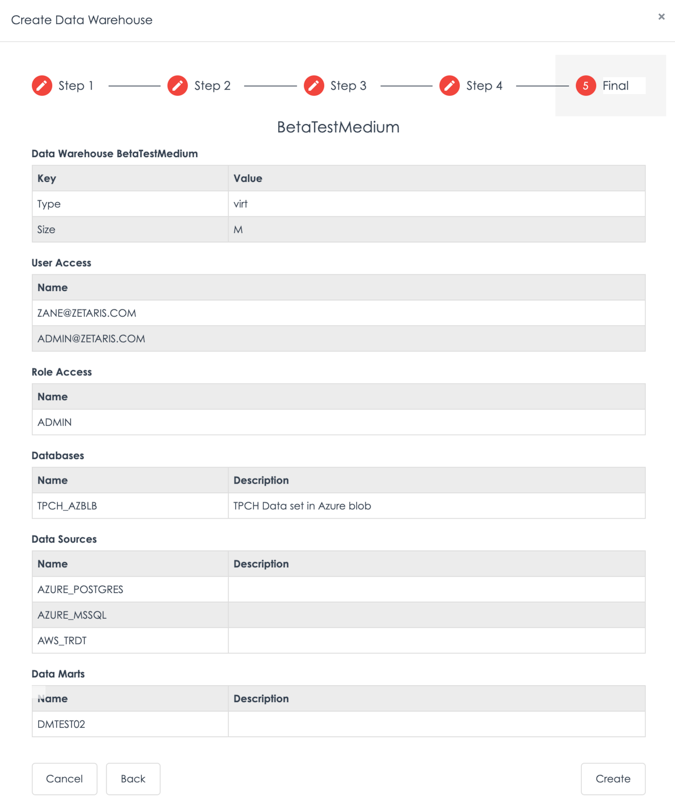 Create Data Warehouse ×
Step 1 Step 2 Step 3 Step 4 5 Final
BetaTestMedium
Data Warehouse BetaTestMedium
Key Value
Type virt
Size M
User Access
Name
ZANE@ZETARIS.COM
ADMIN@ZETARIS.COM
Role Access
Name
ADMIN
Databases
Name Description
TPCH_AZBLB TPCH Data set in Azure blob
Data Sources
Name Description
AZURE_POSTGRES
AZURE_MSSQL
AWS_TRDT
Data Marts
Name Description
DMTEST02
Cancel Back Create